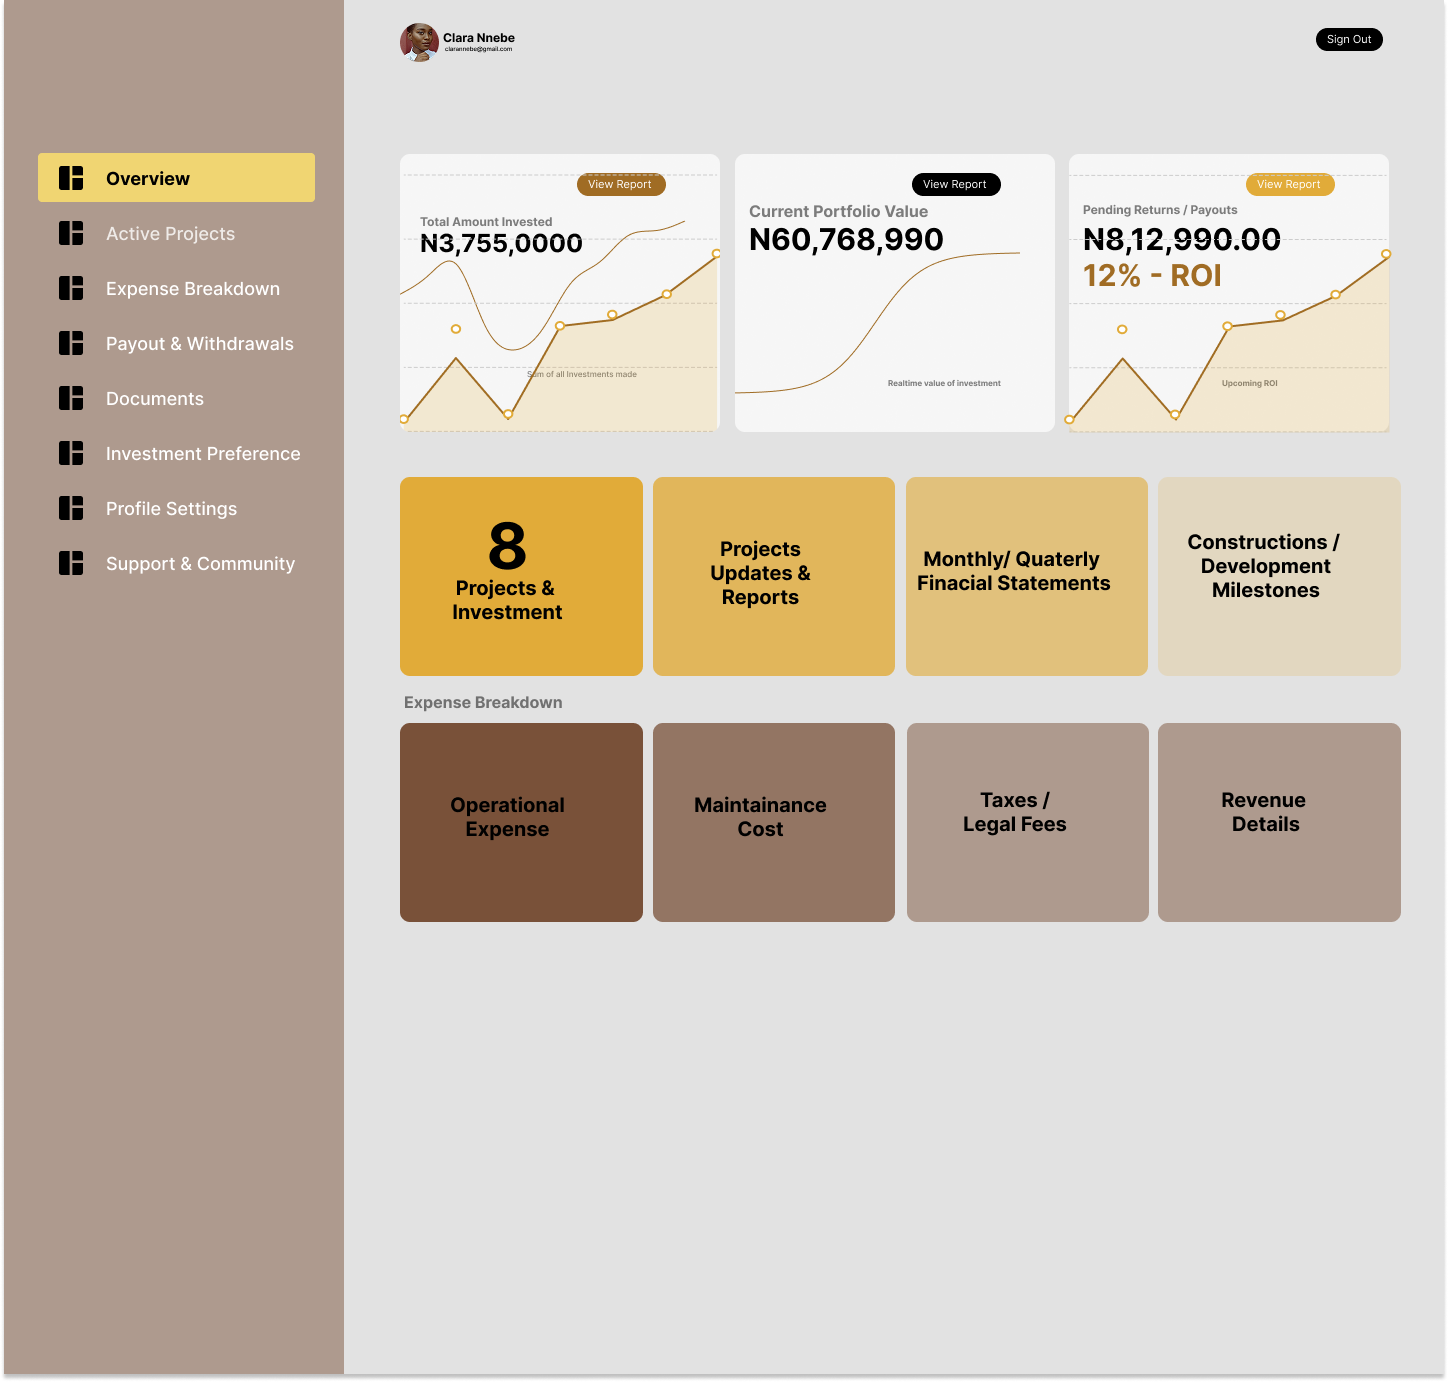 Clara Nnebe
clarannebe@gmail.com
Sign Out
Overview
Active Projects
Expense Breakdown
Payout & Withdrawals
Documents
Investment Preference
Profile Settings
Support & Community
View Report
Total Amount Invested
N3,755,0000
Sum of all Investments made
View Report
Current Portfolio Value
N60,768,990
Realtime value of investment
View Report
Pending Returns / Payouts
N8,12,990.00
12% - ROI
Upcoming ROI
8
Projects &
Investment
Projects
Updates &
Reports
Monthly/ Quaterly
Finacial Statements
Constructions /
Development
Milestones
Expense Breakdown
Operational
Expense
Maintainance
Cost
Taxes /
Legal Fees
Revenue
Details